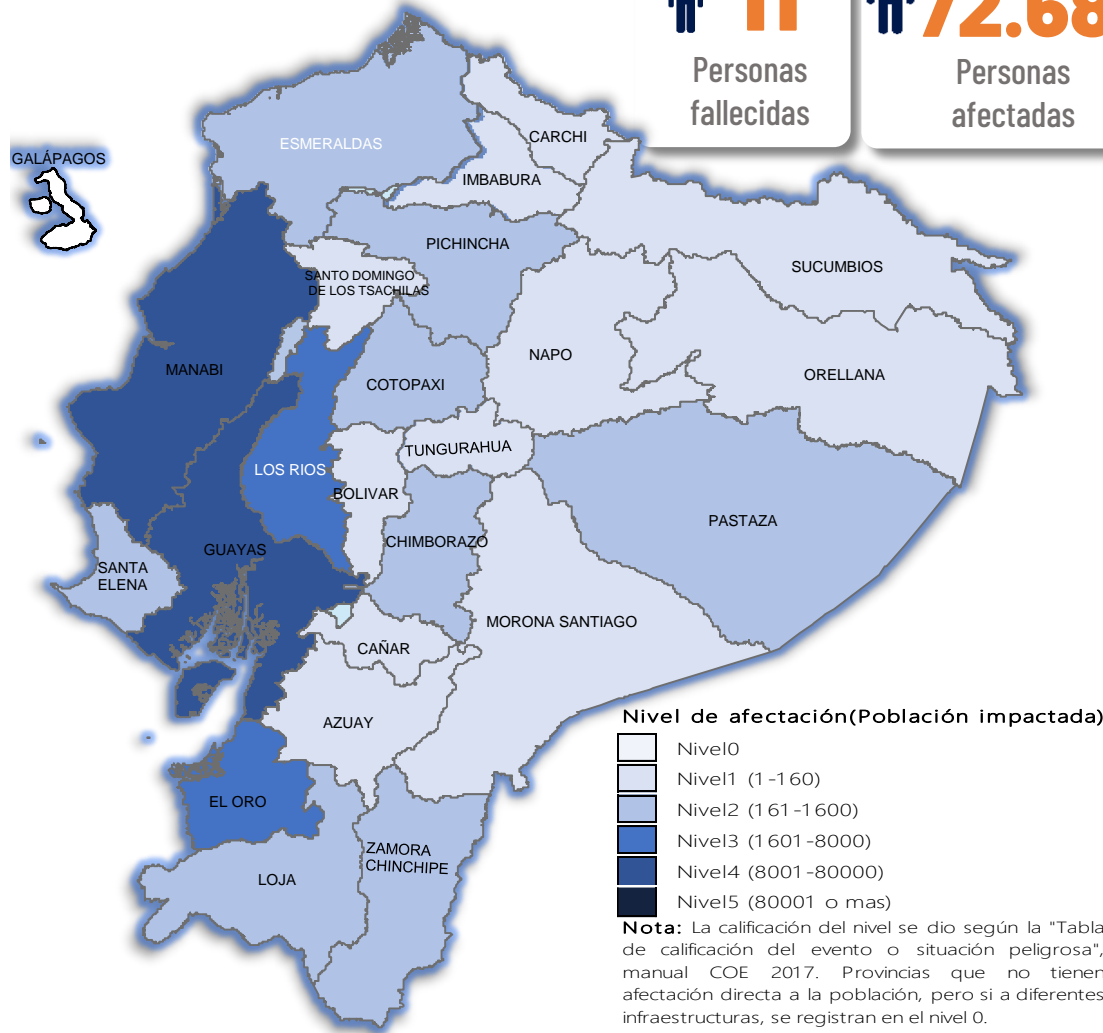 11
72.68
Personas
fallecidas
Personas
afectadas
ESMERALDAS
CARCHI
GALÁPAGOS
IMBABURA
PICHINCHA
SUCUMBIOS
SANTO DOMINGO
DE LOS TSACHILAS
NAPO
MANABI
ORELLANA
COTOPAXI
TUNGURAHUA
LOS RIOS
BOLIVAR
PASTAZA
CHIMBORAZO
GUAYAS
SANTA
ELENA
MORONA SANTIAGO
CAÑAR
AZUAY
EL ORO
ZAMORA
CHINCHIPE
LOJA
Nivel de afectación(Población impactada)
Nivel0
Nivel1 (1-160)
Nivel2 (161-1600)
Nivel3 (1601-8000)
Nivel4 (8001-80000)
Nivel5 (80001 o mas)
Nota: La calificación del nivel se dio según la "Tabla
de calificación del evento o situación peligrosa",
manual COE 2017. Provincias que no tienen
afectación directa a la población, pero si a diferentes
infraestructuras, se registran en el nivel 0.